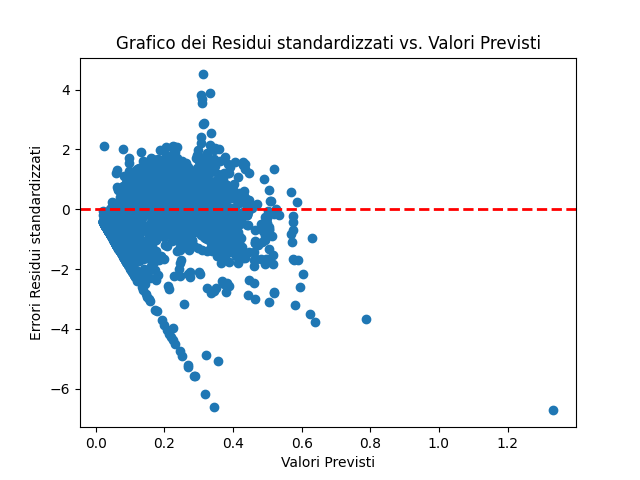 Grafico dei Residui standardizzati vs. Valori Previsti
Errori Residui standardizzati
4
2
0
−2
−4
−6
0.0 0.2 0.4 0.6 0.8 1.0 1.2
Valori Previsti